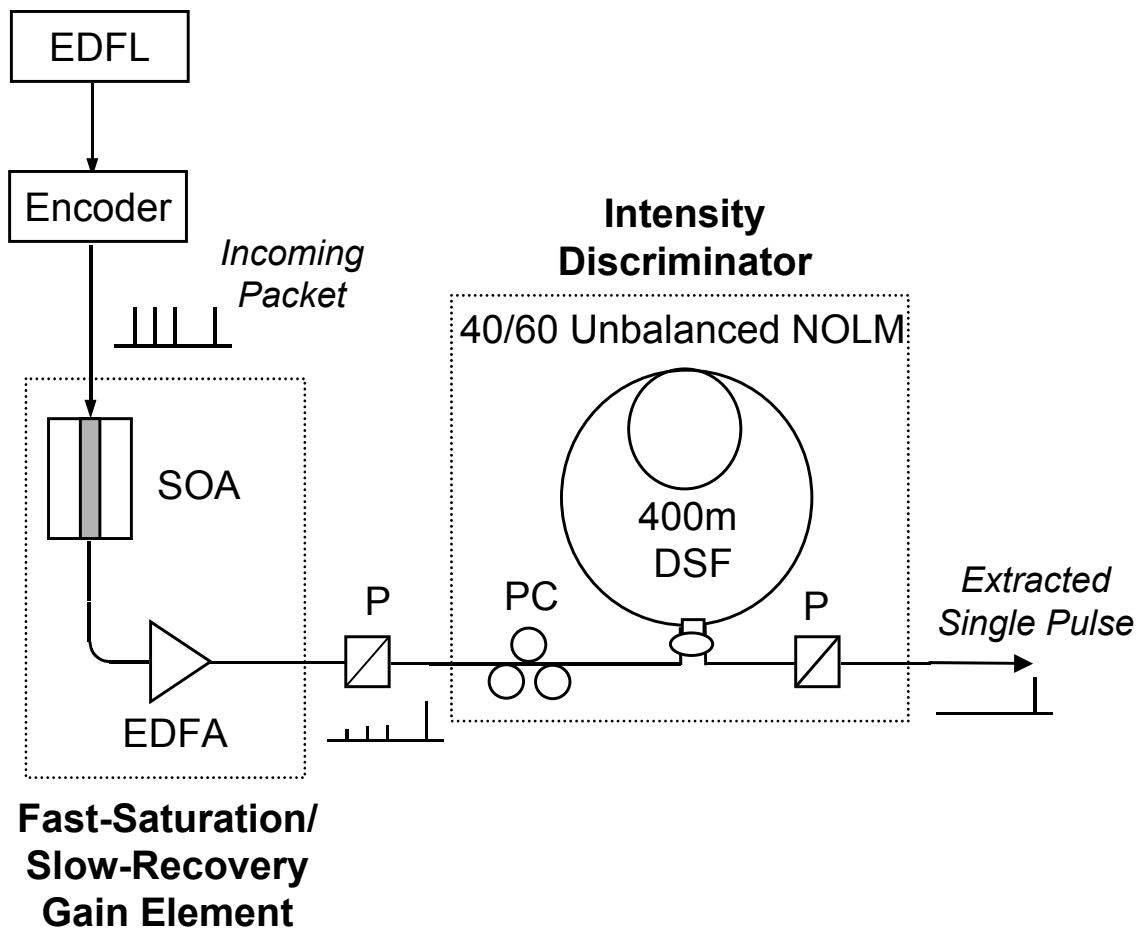 EDFL
Encoder
Incoming
Packet
SOA
EDFA
Fast-Saturation/
Slow-Recovery
Gain Element
P
Intensity
Discriminator
40/60 Unbalanced NOLM
400m
DSF
PC
P
Extracted
Single Pulse